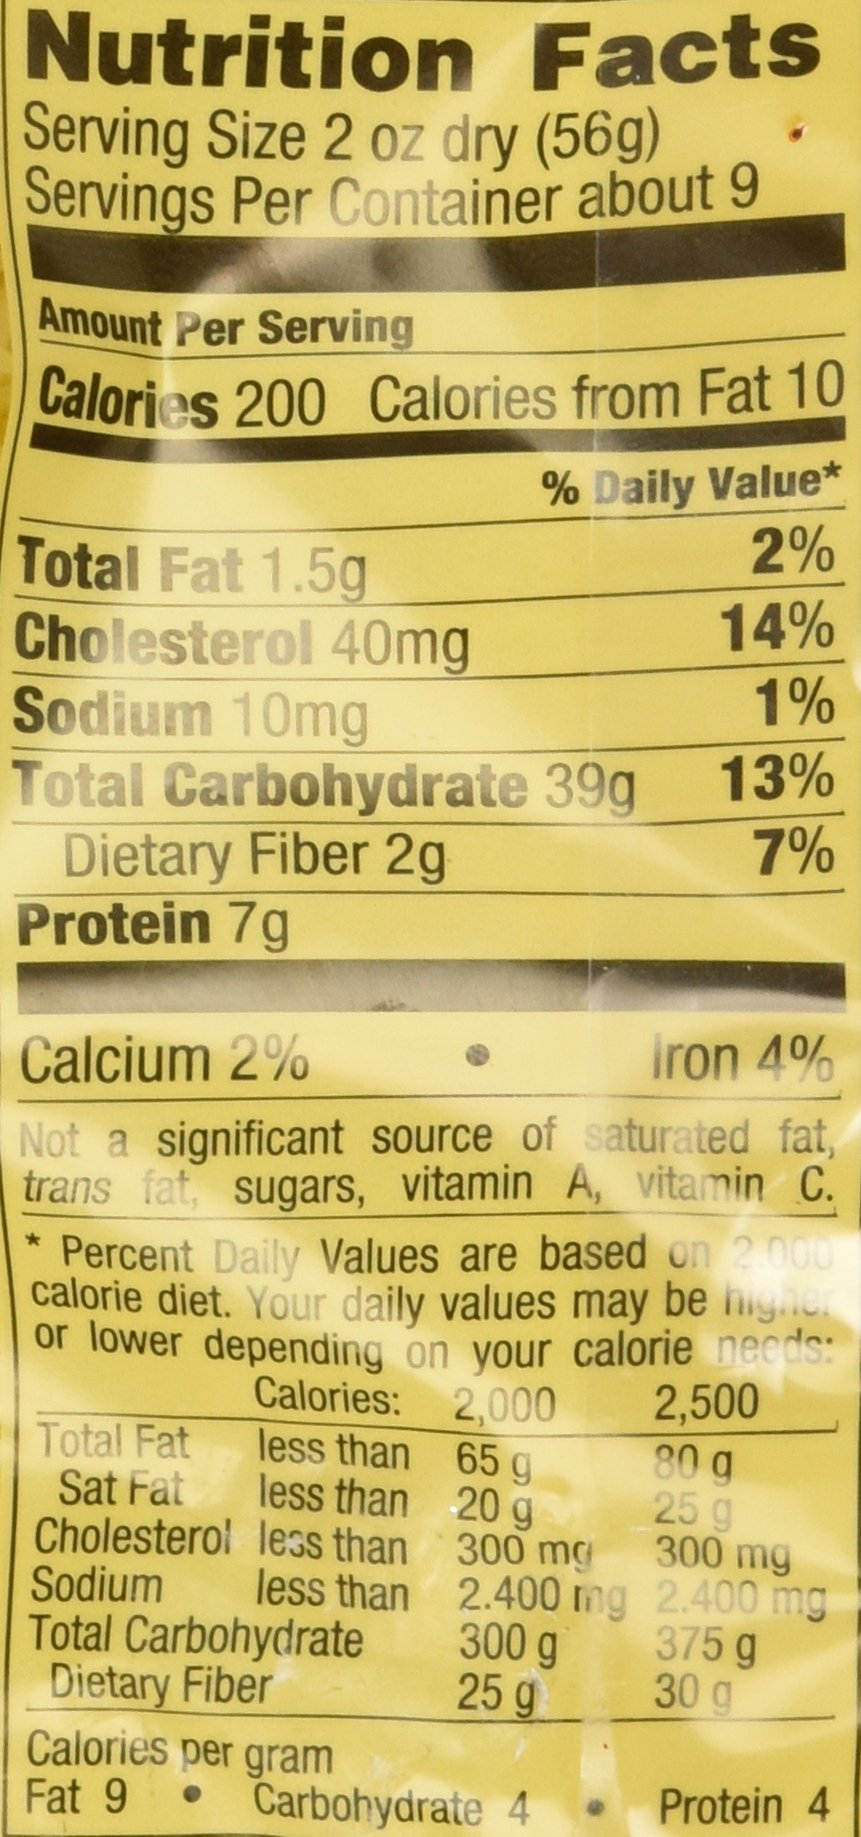 Nutrition Facts
Serving Size 2 oz dry (56g)
Servings Per Container about 9
Amount Per Serving
Calories 200 Calories from Fat 10
% Daily Value*
Total Fat 1.5g 2%
Cholesterol 40mg 14%
Sodium 10mg 1%
Total Carbohydrate 39g 13%
Dietary Fiber 2g 7%
Protein 7g
Calcium 2% • Iron 4%
Not a significant source of saturated fat,
trans fat, sugars, vitamin A, vitamin C.
* Percent Daily Values are based on 2.000
calorie diet. Your daily values may be higher
or lower depending on your calorie needs:
Calories: 2,000 2,500
Total Fat less than 65 g 80 g
Sat Fat less than 20 g 25 g
Cholesterol less than 300 mg 300 mg
Sodium less than 2.400 mg 2.400 mg
Total Carbohydrate 300 g 375 g
Dietary Fiber 25 g 30 g
Calories per gram
Fat 9 • Carbohydrate 4 • Protein 4